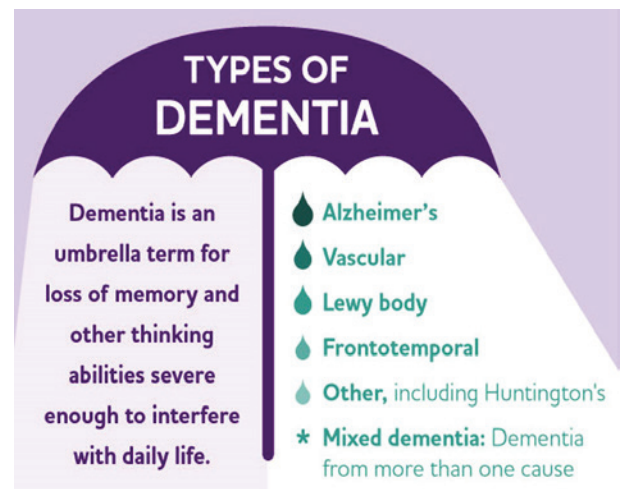 TYPES OF
DEMENTIA
Dementia is an
umbrella term for
loss of memory and
other thinking
abilities severe
enough to interfere
with daily life.
Alzheimer's
Vascular
Lewy body
Frontotemporal
Other, including Huntington's
* Mixed dementia: Dementia
from more than one cause